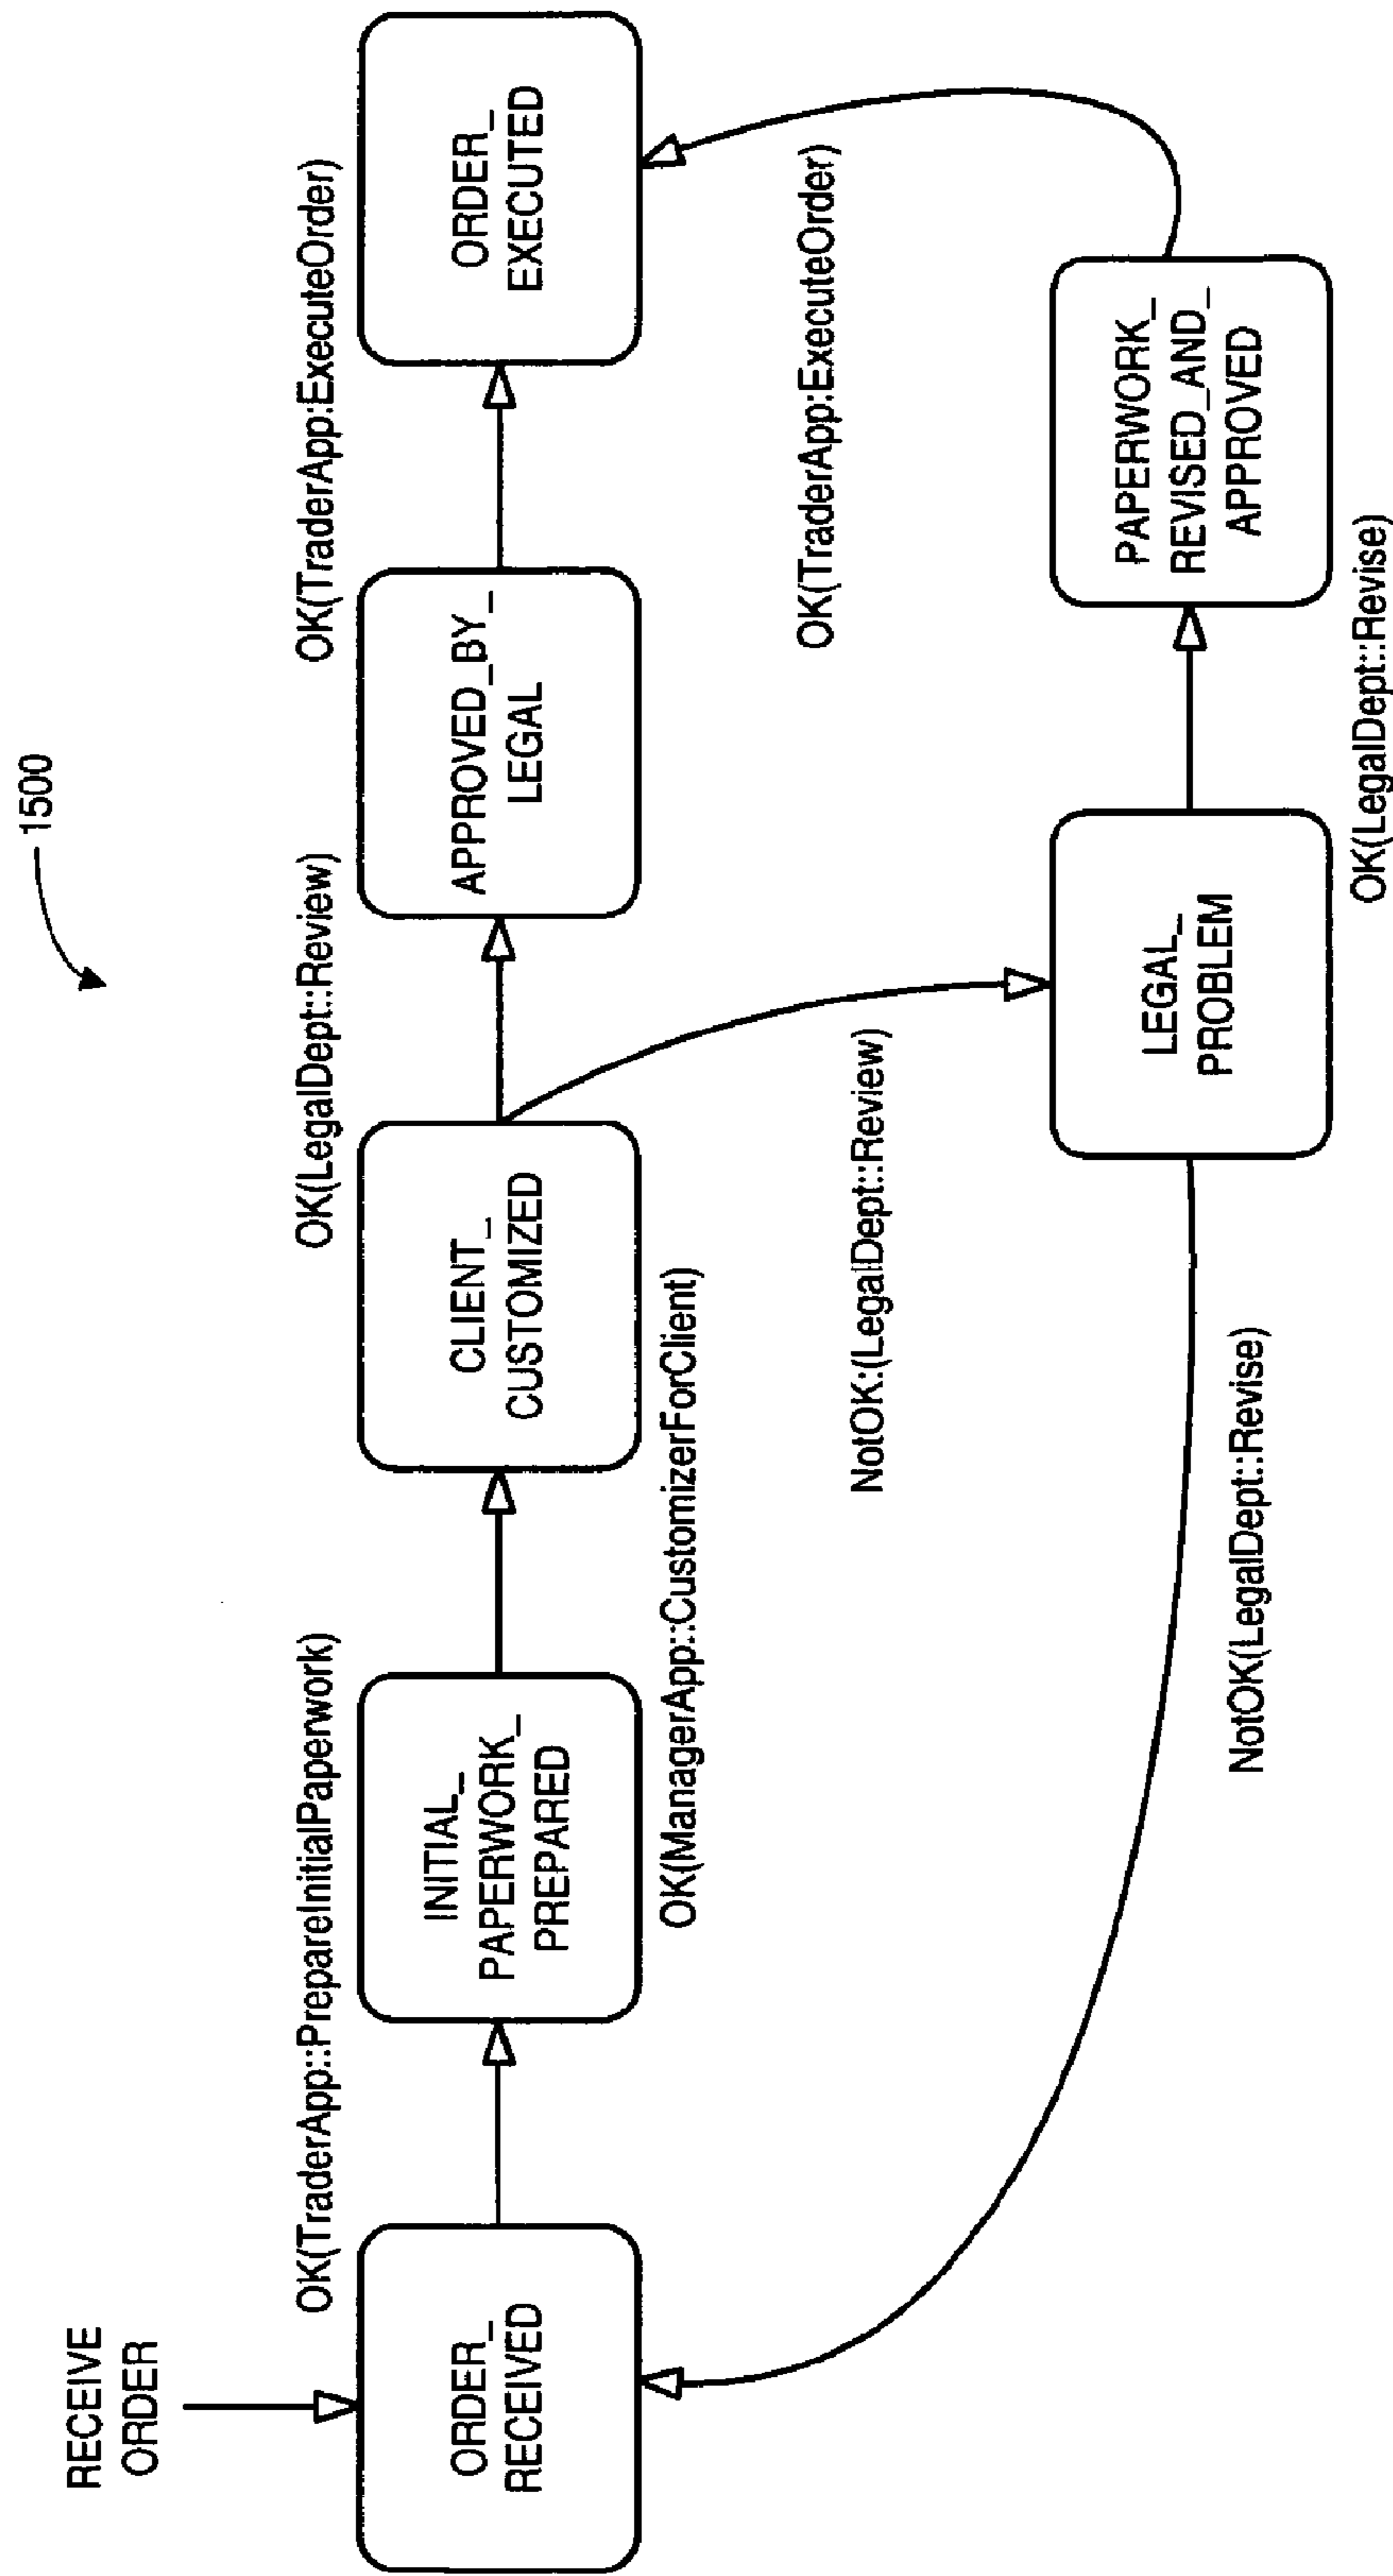 1500
RECEIVE
ORDER
OK(TraderApp::PrepareInitialPaperwork)
OK(LegalDept::Review)
OK(TraderApp:ExecuteOrder)
ORDER_
RECEIVED
INITIAL_
PAPERWORK_
PREPARED
CLIENT_
CUSTOMIZED
APPROVED_BY_
LEGAL
ORDER_
EXECUTED
OK(ManagerApp::CustomizerForClient)
OK(TraderApp:ExecuteOrder)
NotOK:(LegalDept::Review)
LEGAL_
PROBLEM
PAPERWORK_
REVISED_AND_
APPROVED
NotOK(LegalDept::Revise)
OK(LegalDept::Revise)